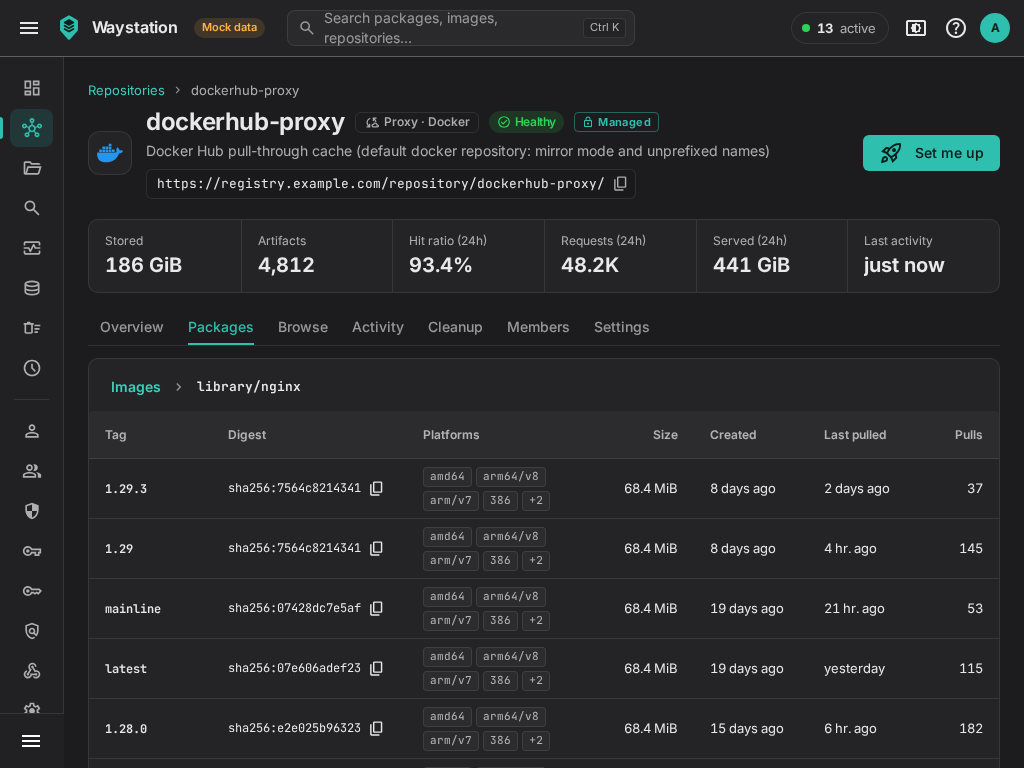 Waystation
Mock data
Search packages, images, repositories...
Ctrl K
13 active
A
Repositories > dockerhub-proxy
dockerhub-proxy
Proxy · Docker
Healthy
Managed
Docker Hub pull-through cache (default docker repository: mirror mode and unprefixed names)
https://registry.example.com/repository/dockerhub-proxy/
Set me up
Stored
186 GiB
Artifacts
4,812
Hit ratio (24h)
93.4%
Requests (24h)
48.2K
Served (24h)
441 GiB
Last activity
just now
Overview Packages Browse Activity Cleanup Members Settings
Images > library/nginx
Tag Digest Platforms Size Created Last pulled Pulls
1.29.3 sha256:7564c8214341 amd64 arm64/v8 arm/v7 386 +2 68.4 MiB 8 days ago 2 days ago 37
1.29 sha256:7564c8214341 amd64 arm64/v8 arm/v7 386 +2 68.4 MiB 8 days ago 4 hr. ago 145
mainline sha256:07428dc7e5af amd64 arm64/v8 arm/v7 386 +2 68.4 MiB 19 days ago 21 hr. ago 53
latest sha256:07e606adef23 amd64 arm64/v8 arm/v7 386 +2 68.4 MiB 19 days ago yesterday 115
1.28.0 sha256:e2e025b96323 amd64 arm64/v8 arm/v7 386 +2 68.4 MiB 15 days ago 6 hr. ago 182